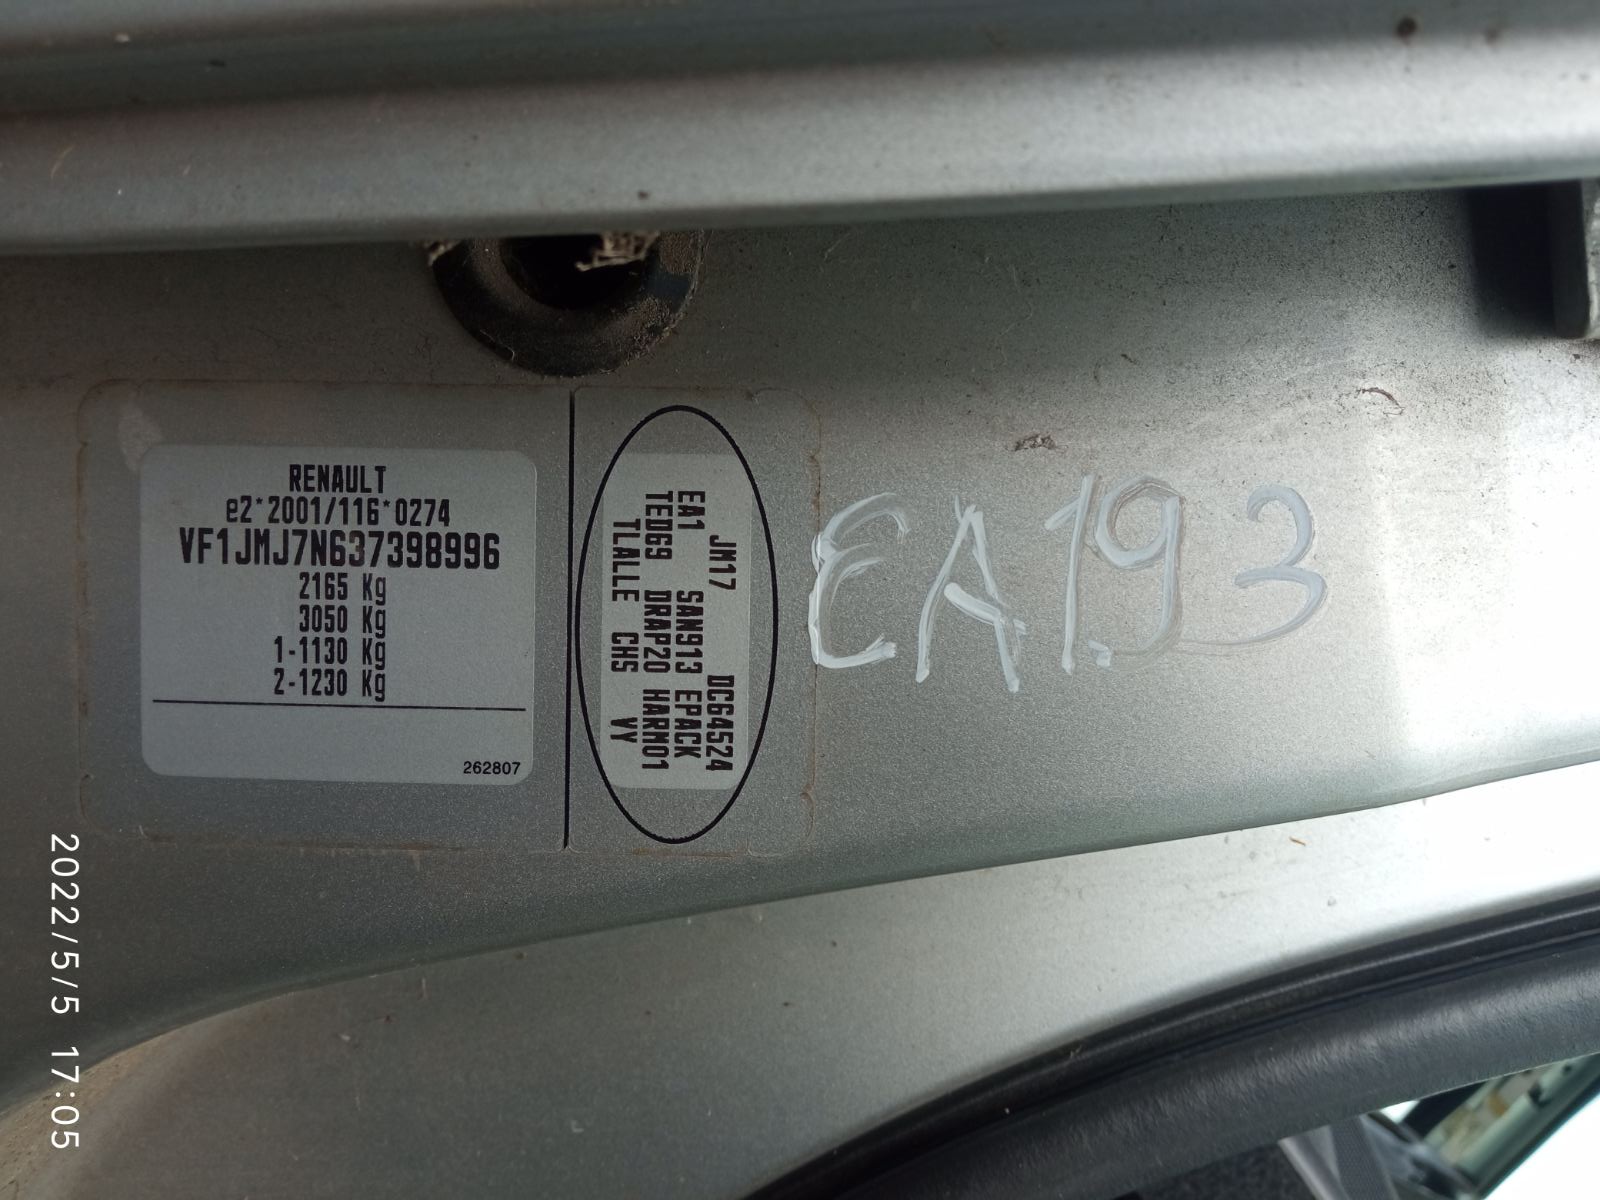 RENAULT
e2*2001/116*0274
VF1JMJ7N637398996
2165 Kg
3050 Kg
1-1130 Kg
2-1230 Kg
262807
JM17 DC64524
EA1 SAN913 EPACK
TED69 DRAP20 HARM01
TLALLE CHS VY
EA193
2022/5/5 17:05